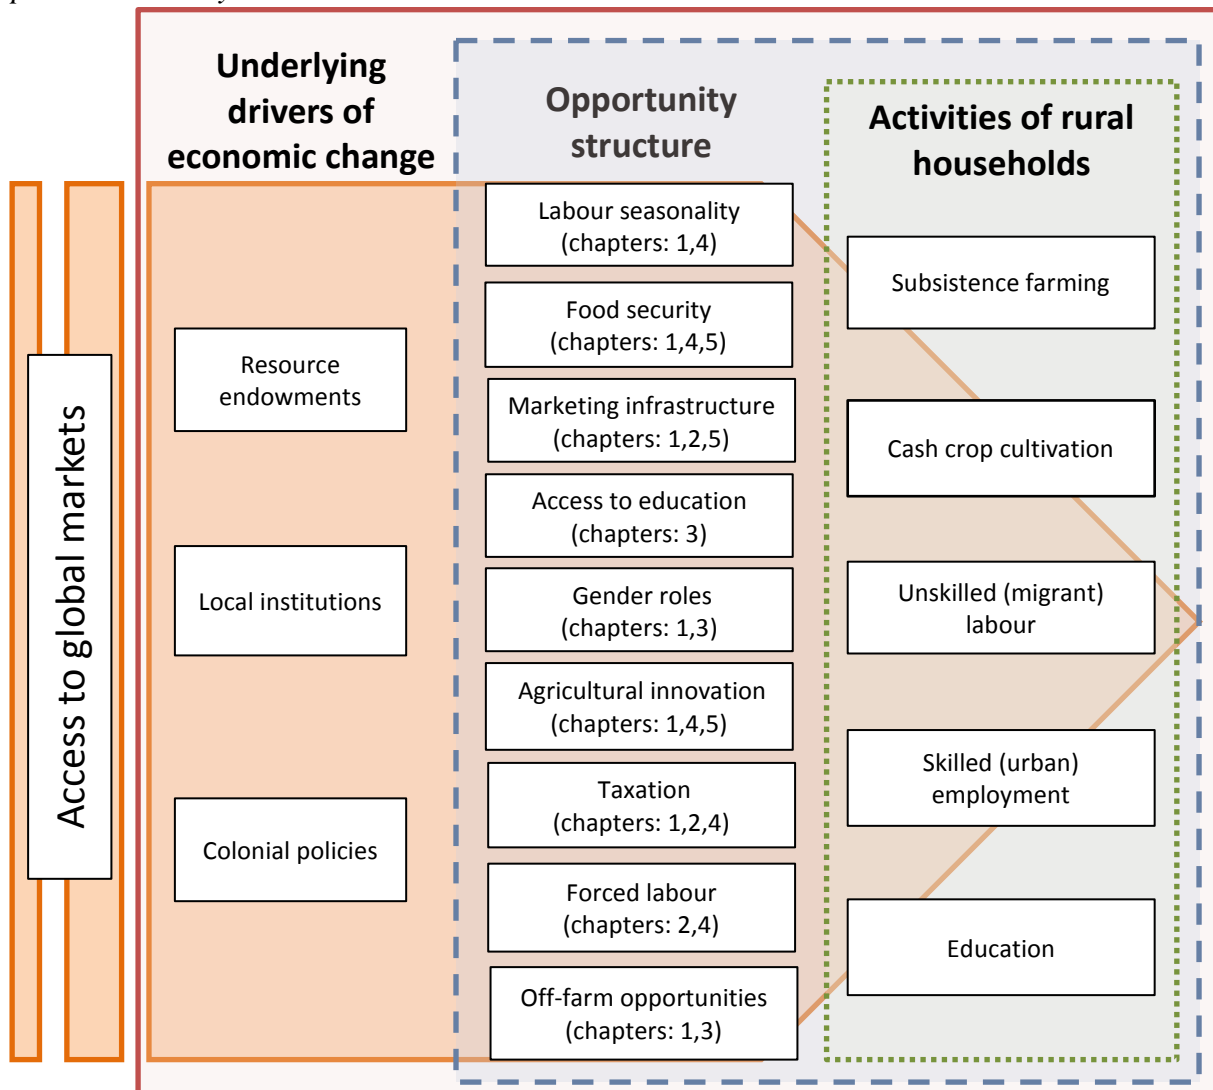 Underlying
drivers of
economic change
Opportunity
structure
Activities of rural
households
Access to global markets
Resource
endowments
Local institutions
Colonial policies
Labour seasonality
(chapters: 1,4)
Food security
(chapters: 1,4,5)
Marketing infrastructure
(chapters: 1,2,5)
Access to education
(chapters: 3)
Gender roles
(chapters: 1,3)
Agricultural innovation
(chapters: 1,4,5)
Taxation
(chapters: 1,2,4)
Forced labour
(chapters: 2,4)
Off-farm opportunities
(chapters: 1,3)
Subsistence farming
Cash crop cultivation
Unskilled (migrant)
labour
Skilled (urban)
employment
Education